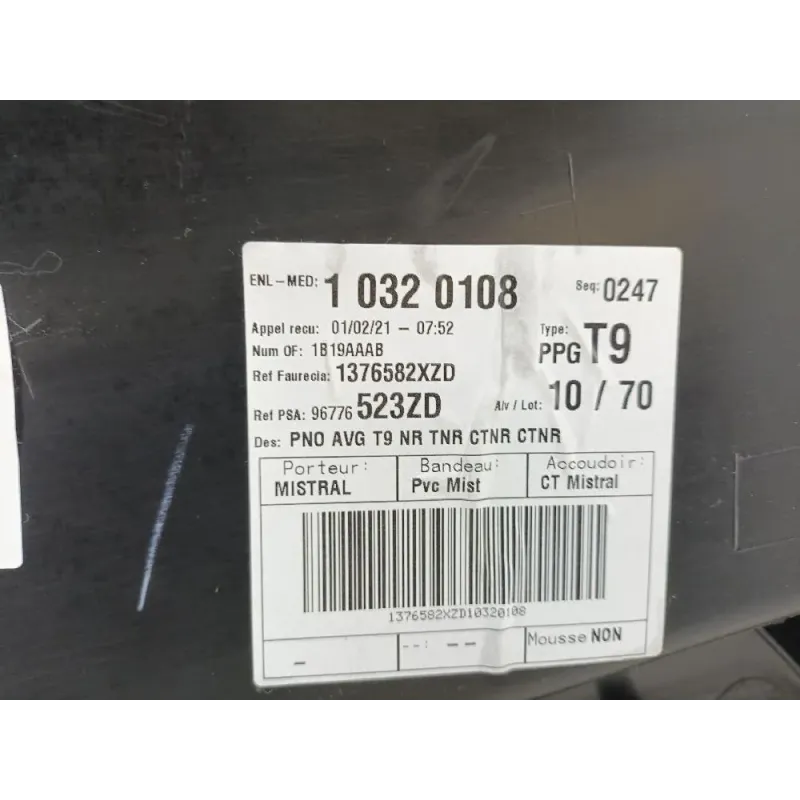 ENL-MED: 1 032 0108 Seq: 0247
Appel recu: 01/02/21 - 07:52 Type:
Num OF: 1B19AAAB PPG T9
Ref Faurecia: 1376582XZD
Ref PSA: 96776 523ZD Alv / Lot: 10 / 70
Des: PNO AVG T9 NR TNR CTNR CTNR
Porteur: Bandeau: Accoudoir:
MISTRAL Pvc Mist CT Mistral
1376582XZD10320108
- --: -- Mousse NON